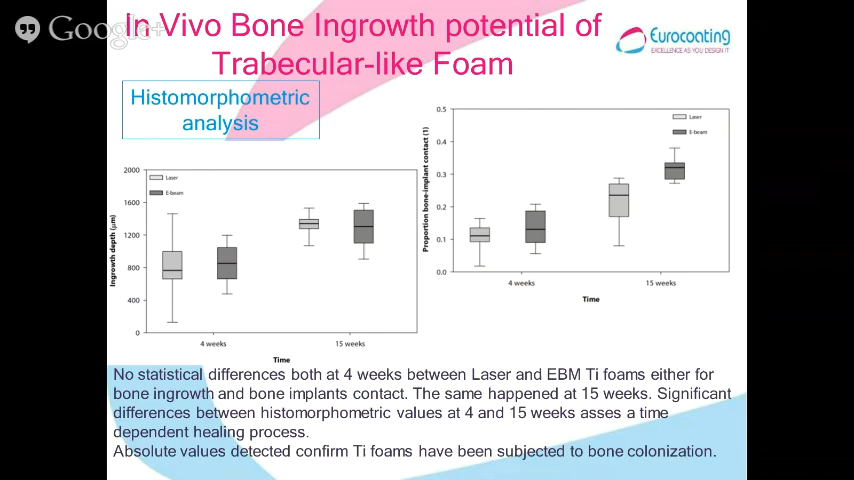 Google+
In Vivo Bone Ingrowth potential of
Trabecular-like Foam
Eurocoating
EXCELLENCE AS YOU DESIGN IT
Histomorphometric
analysis
2000
1600
1200
800
400
0
Ingrowth depth (µm)
Laser
E-beam
4 weeks
15 weeks
Time
0.5
0.4
0.3
0.2
0.1
0.0
Proportion bone-implant contact (1)
Laser
E-beam
4 weeks
15 weeks
Time
No statistical differences both at 4 weeks between Laser and EBM Ti foams either for
bone ingrowth and bone implants contact. The same happened at 15 weeks. Significant
differences between histomorphometric values at 4 and 15 weeks asses a time
dependent healing process.
Absolute values detected confirm Ti foams have been subjected to bone colonization.